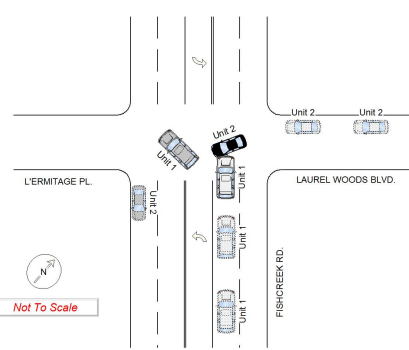 Unit 2
Unit 2
Unit 2
Unit 1
L'ERMITAGE PL.
Unit 2
Unit 1
LAUREL WOODS BLVD.
Unit 1
FISHCREEK RD.
N
Not To Scale
Unit 1